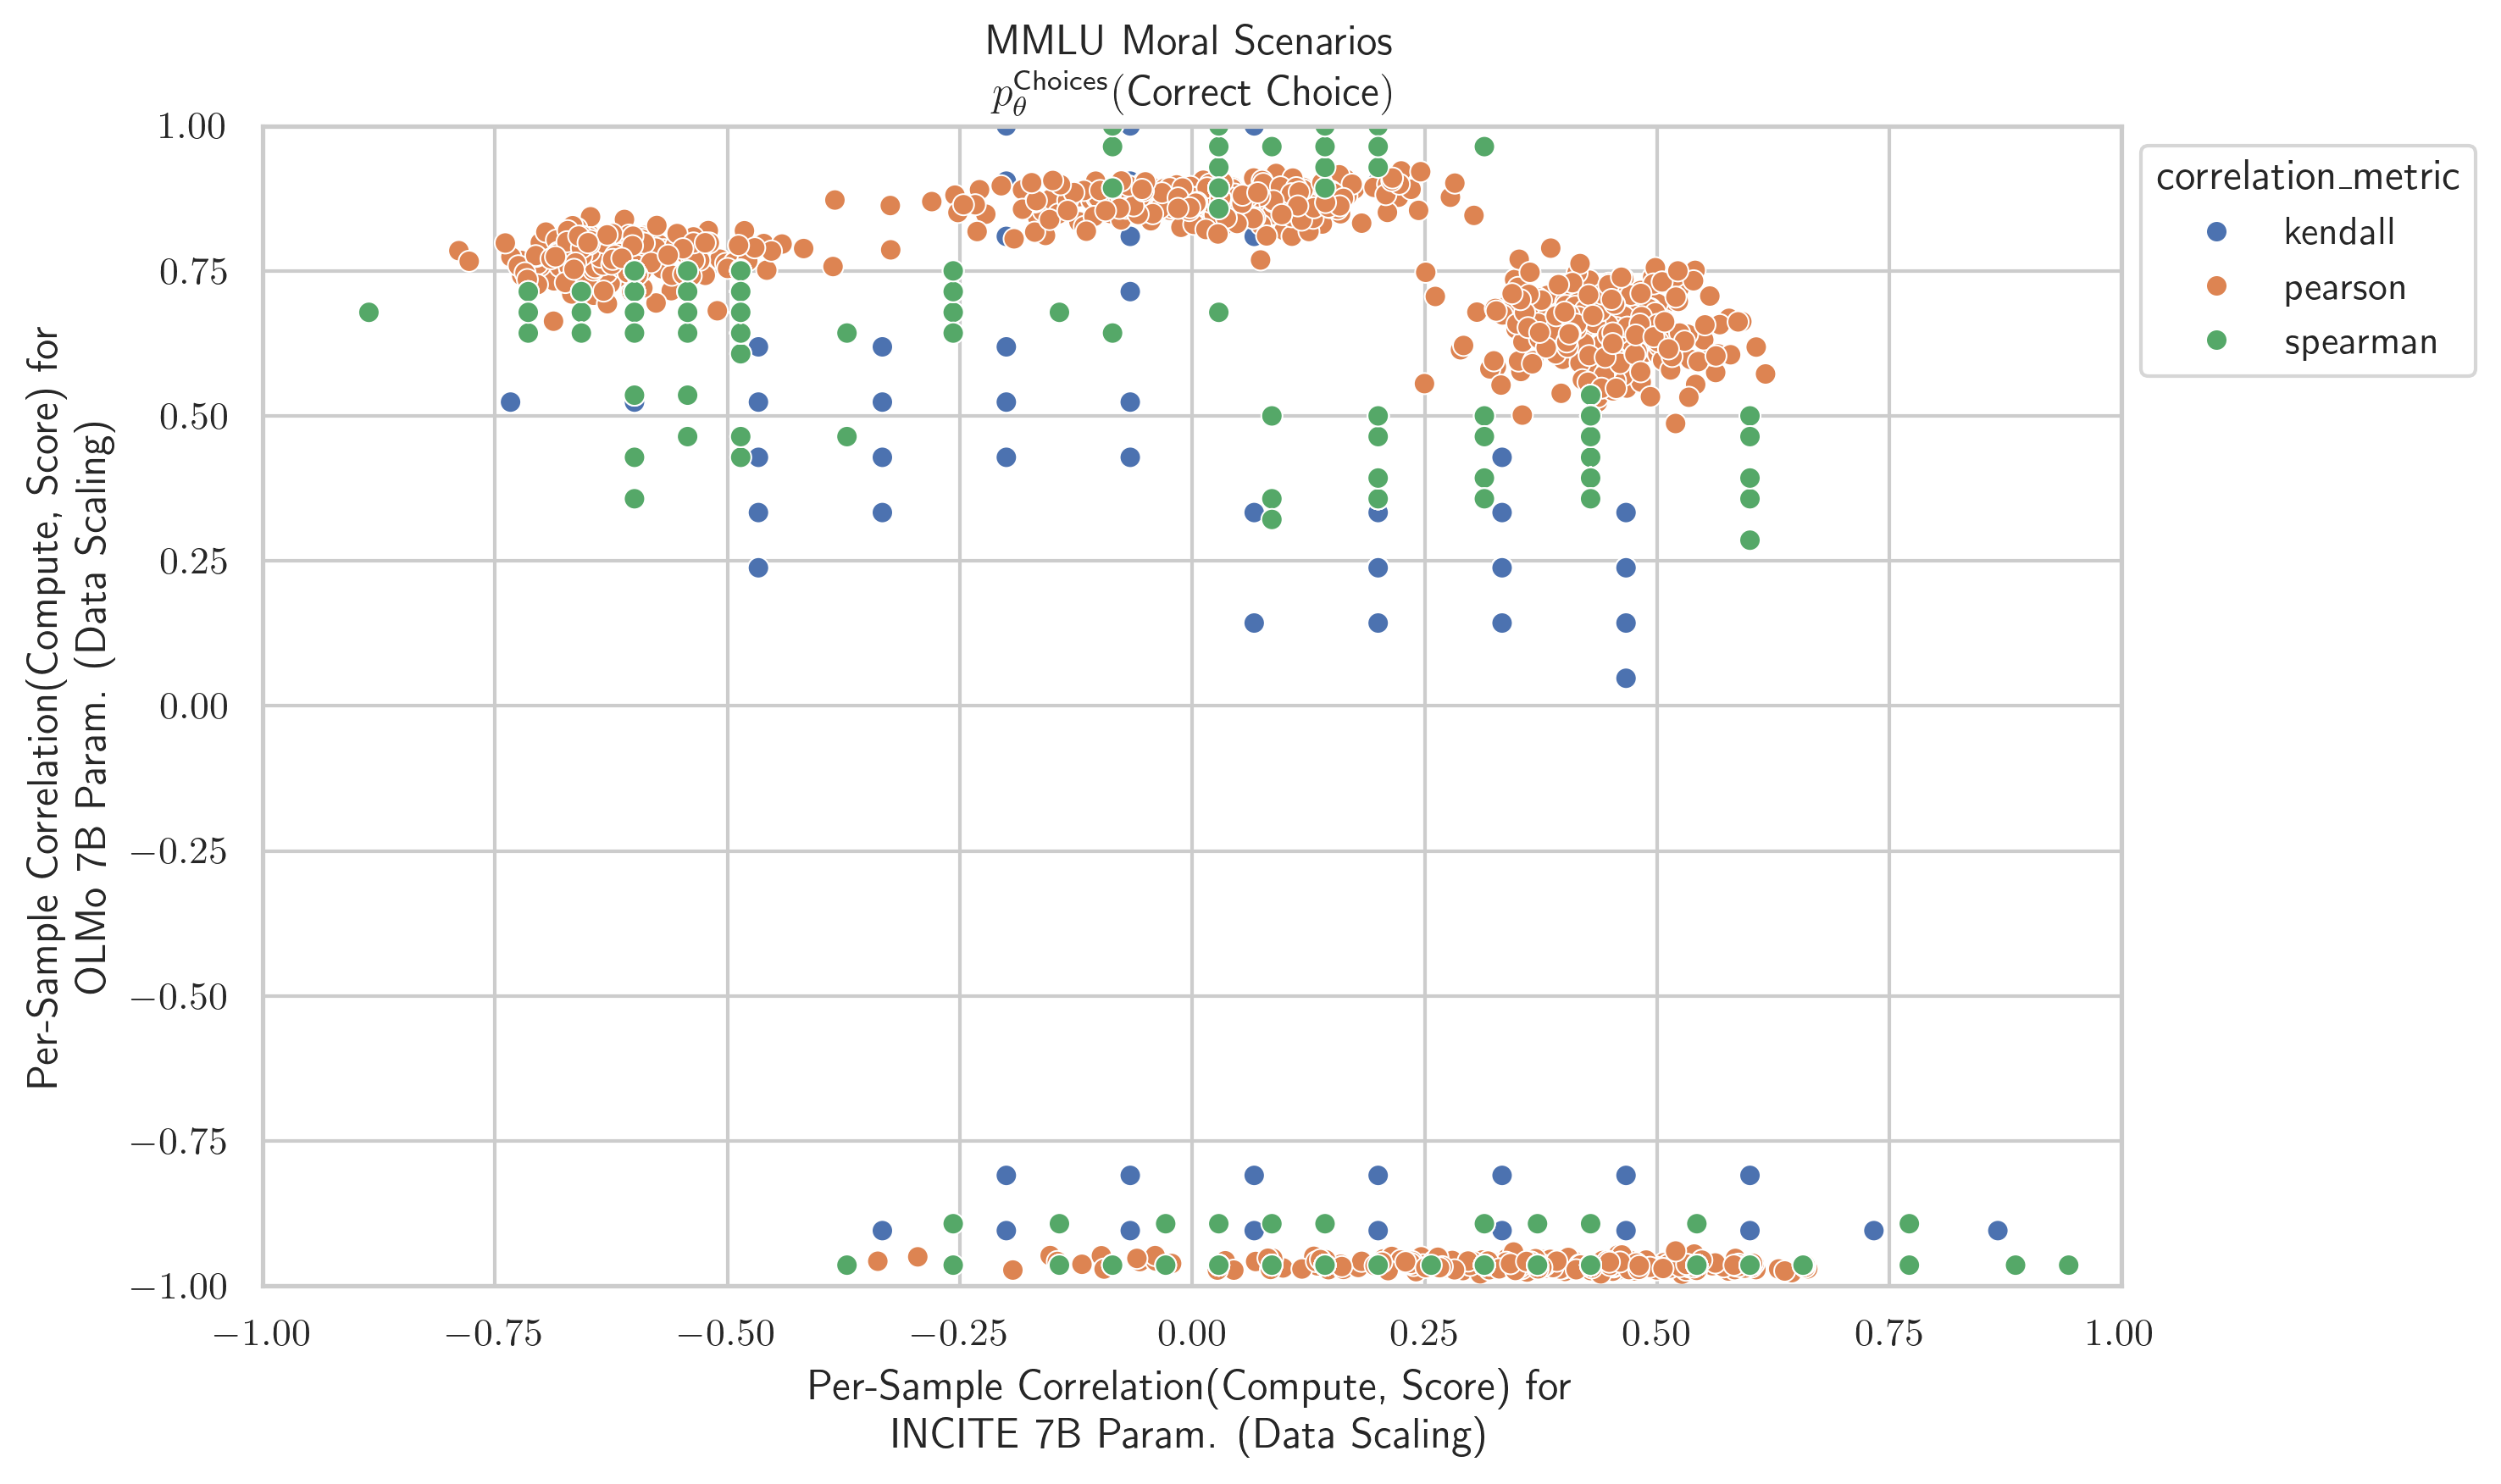 MMLU Moral Scenarios
p_θ^Choices(Correct Choice)
1.00
0.75
0.50
0.25
0.00
−0.25
−0.50
−0.75
−1.00
Per-Sample Correlation(Compute, Score) for
OLMo 7B Param. (Data Scaling)
correlation_metric
kendall
pearson
spearman
−1.00 −0.75 −0.50 −0.25 0.00 0.25 0.50 0.75 1.00
Per-Sample Correlation(Compute, Score) for
INCITE 7B Param. (Data Scaling)